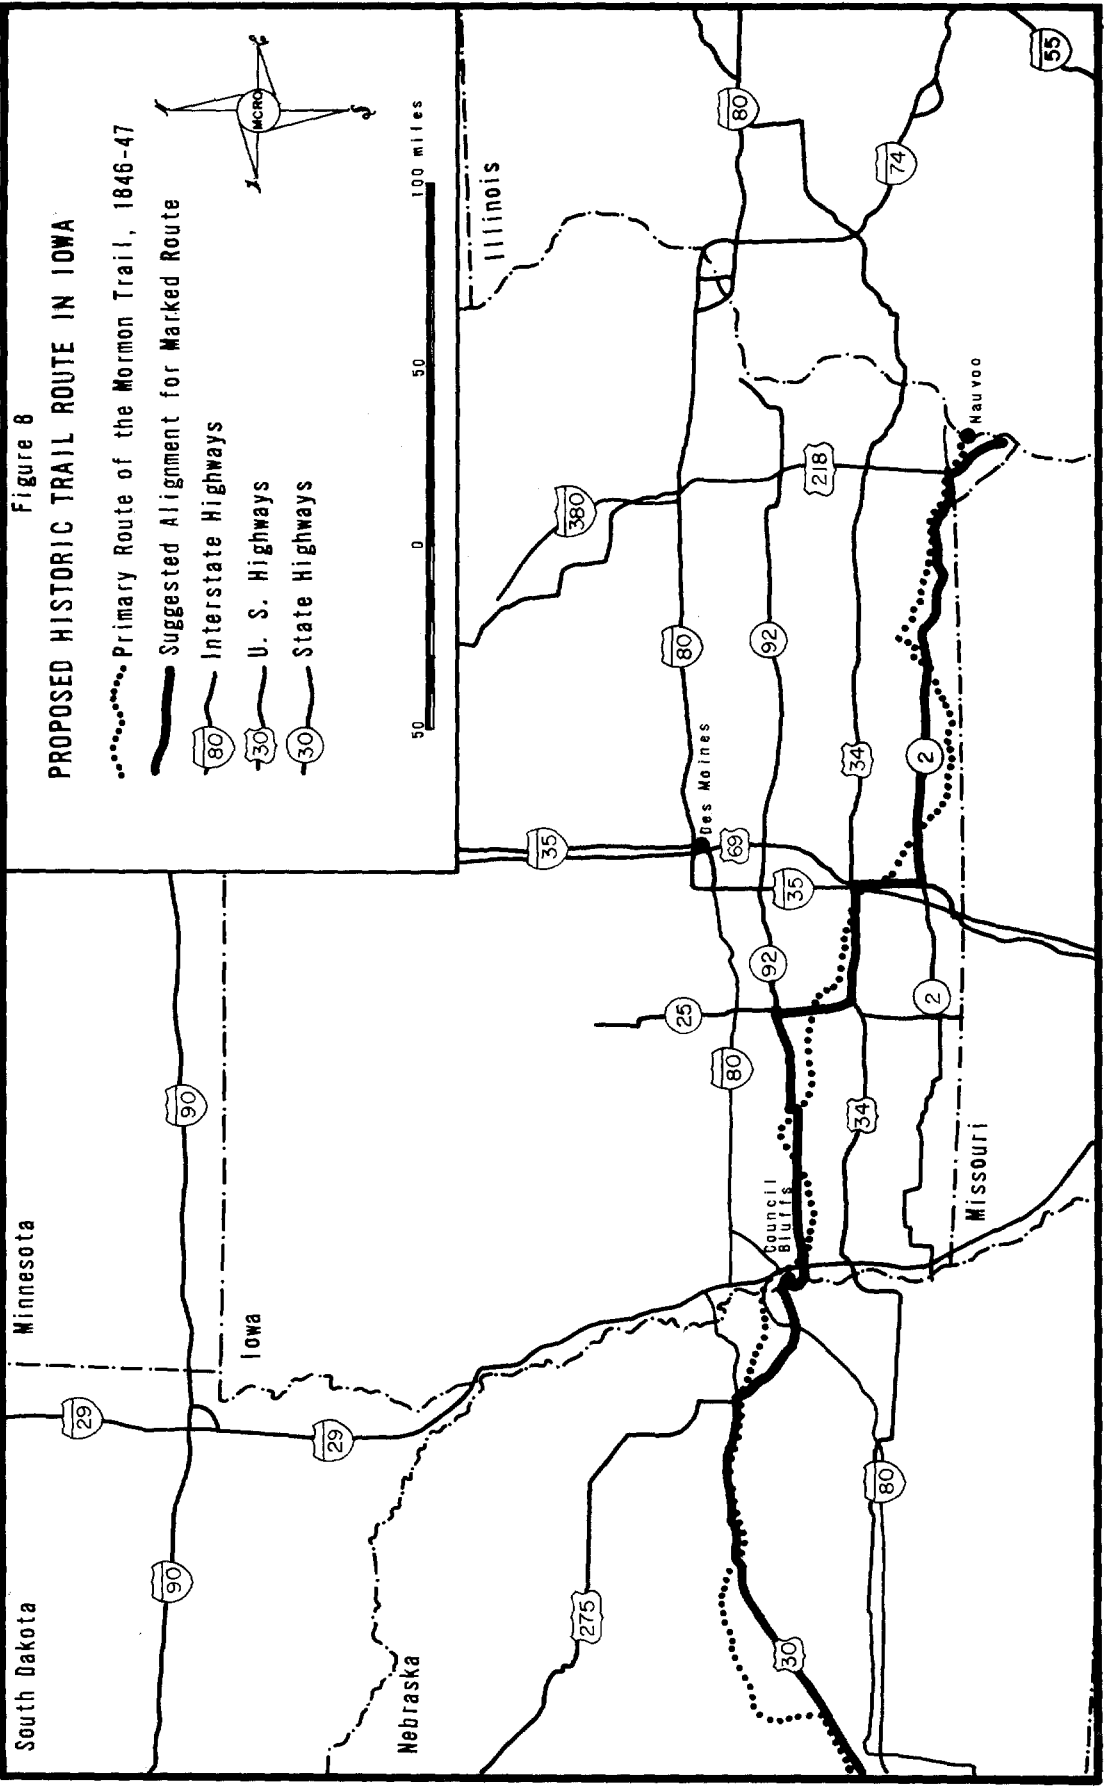 Figure 8
PROPOSED HISTORIC TRAIL ROUTE IN IOWA
Primary Route of the Mormon Trail, 1846-47
Suggested Alignment for Marked Route
80 Interstate Highways
30 U. S. Highways
30 State Highways
N
E
S
W
MCRO
50 0 50 100 miles
South Dakota
Minnesota
29
90
90
90
Iowa
29
Nebraska
Illinois
35
380
275
25
80
Des Moines
80
80
69
92
92
35
218
Council
Bluffs
30
34
34
80
74
2
2
Missouri
Nauvoo
55